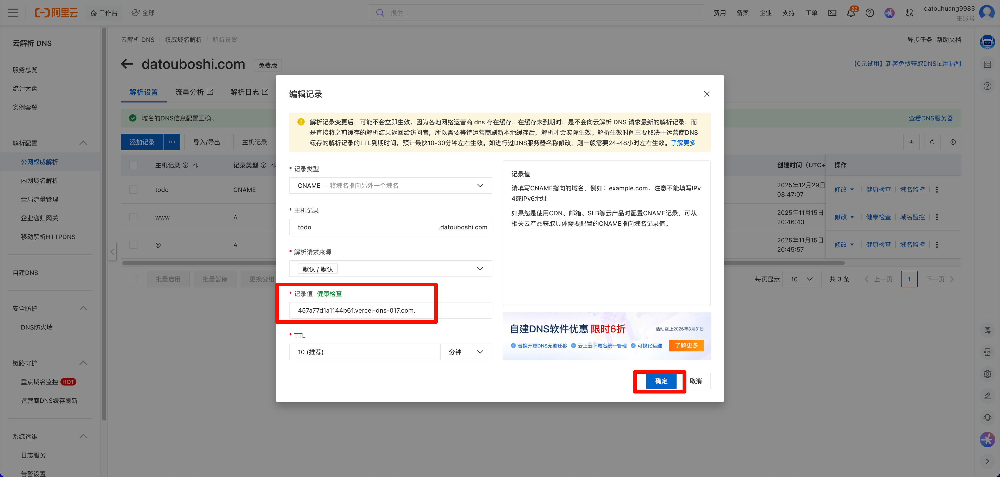 阿里云
工作台
全球
搜索...
费用
备案
企业
支持
工单
22
datouhuang9983
主账号
云解析 DNS
服务总览
统计大盘
实例套餐
解析配置
公网权威解析
内网域名解析
全局流量管理
企业递归网关
移动解析HTTPDNS
自建DNS
安全防护
DNS防火墙
链路守护
重点域名监控 HOT
运营商DNS缓存刷新
系统运维
日志服务
告警设置
云解析 DNS / 权威域名解析 / 解析设置
异步任务 帮助文档
datouboshi.com
免费版
【0元试用】新客免费获取DNS试用福利
解析设置
流量分析
解析日志
域名的DNS信息配置正确。
查看DNS服务器
添加记录
导入/导出
主机记录
主机记录
记录类型
创建时间（UTC+
操作
todo
CNAME
2025年12月29日
08:47:07
修改
健康检查
域名监控
www
A
2025年11月15日
20:46:43
修改
健康检查
域名监控
@
A
2025年11月15日
20:45:57
修改
健康检查
域名监控
批量启用
批量暂停
更换分组
每页显示
10
共 3 条
上一页
1
下一页
编辑记录
解析记录变更后，可能不会立即生效。因为各地网络运营商 dns 存在缓存，在缓存未到期时，是不会向云解析 DNS 请求最新的解析记录，而
是直接将之前缓存的解析结果返回给访问者，所以需要等待运营商刷新本地缓存后，解析才会实际生效。解析生效时间主要取决于运营商DNS
缓存的解析记录的TTL到期时间，预计最快10-30分钟左右生效。如进行过DNS服务器名称修改，则一般需要24-48小时左右生效。了解更多
* 记录类型
CNAME -- 将域名指向另外一个域名
* 主机记录
todo
.datouboshi.com
* 解析请求来源
默认 / 默认
* 记录值 健康检查
457a77d1a1144b61.vercel-dns-017.com.
* TTL
10 (推荐)
分钟
记录值
请填写CNAME指向的域名，例如：example.com。注意不能填写IPv
4或IPv6地址
如果您是使用CDN、邮箱、SLB等云产品时配置CNAME记录，可从
相关云产品获取具体需要配置的CNAME指向域名记录值。
自建DNS软件优惠 限时6折
活动截止2026年3月31日
替换开源DNS无缝迁移
云上云下域名统一管理
可视化运维
了解更多
确定
取消
APP